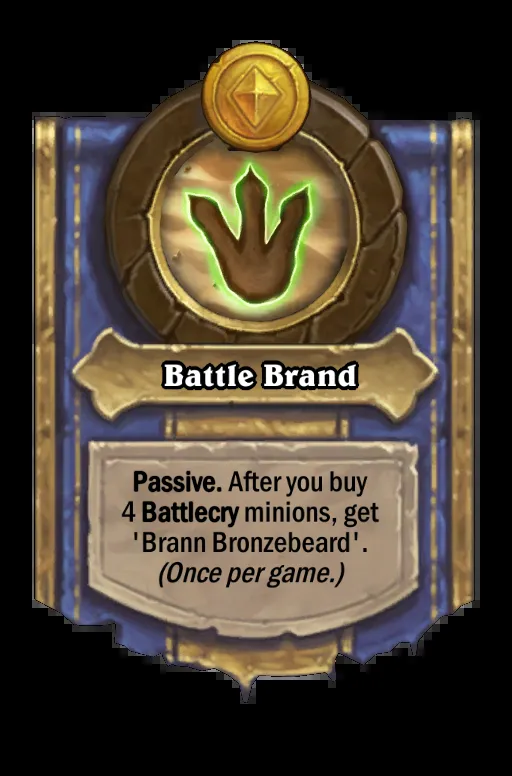 Battle Brand
Passive. After you buy
4 Battlecry minions, get
'Brann Bronzebeard'.
(Once per game.)